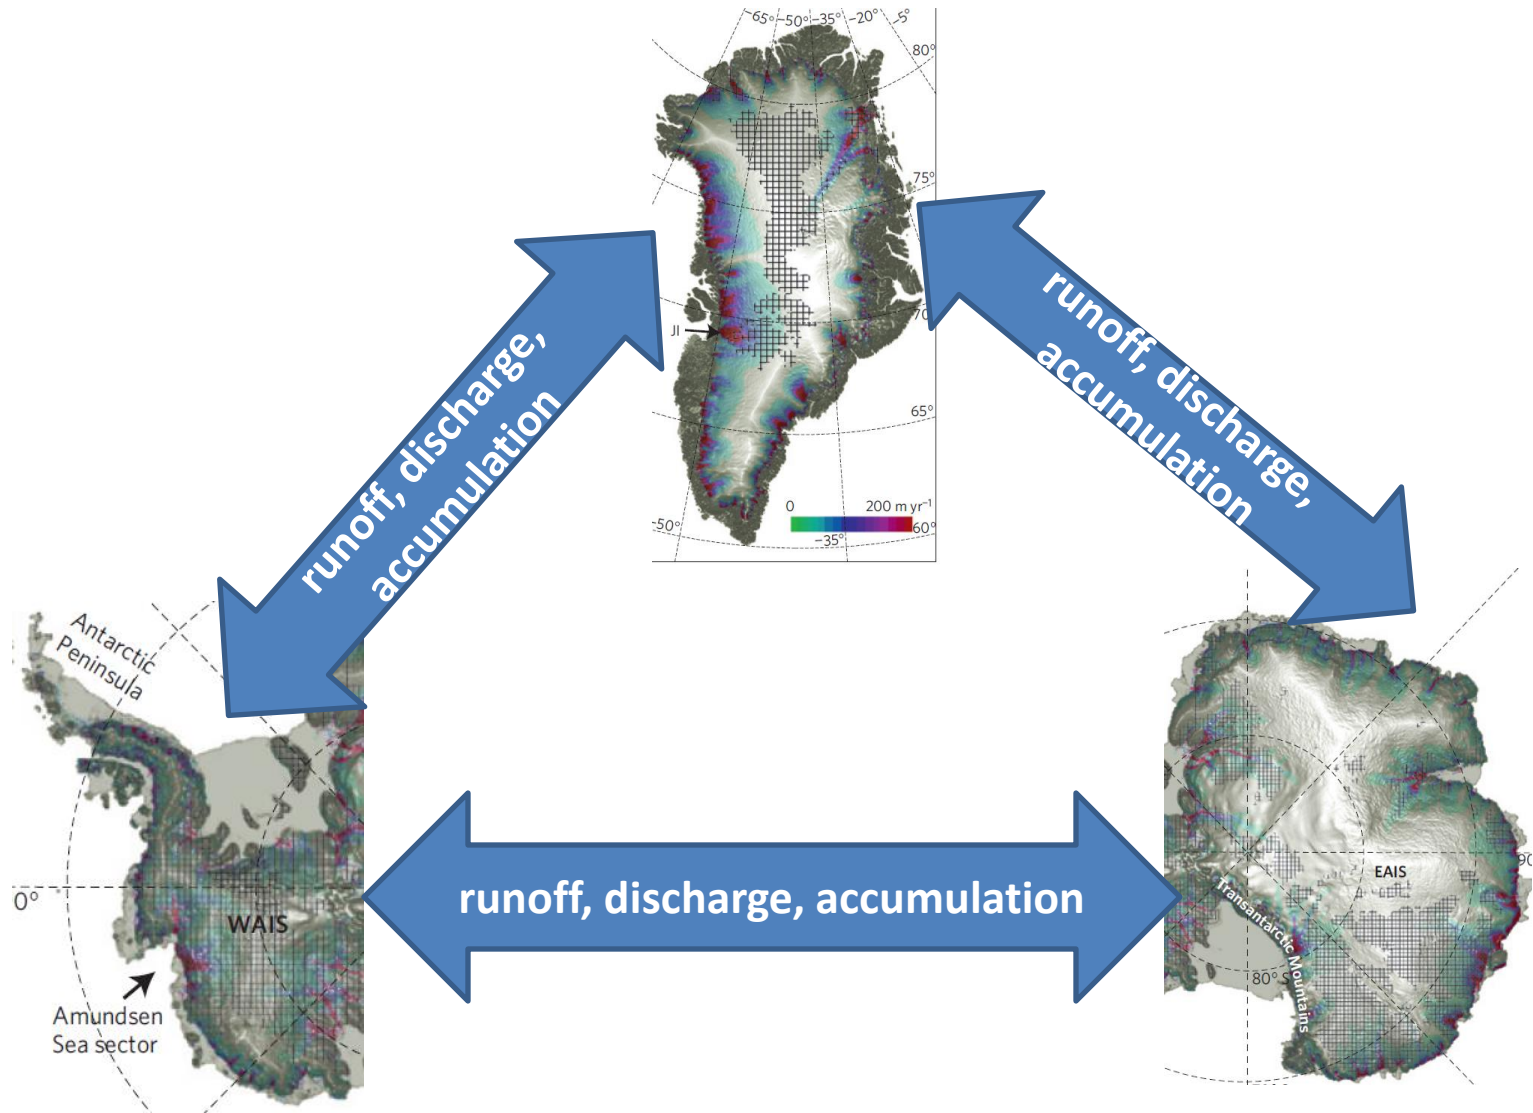 −65° −50° −35° −20° −5°
80°
75°
70
JI
65°
0
200 m yr⁻¹
−50°
−35°
60°
runoff, discharge,
accumulation
runoff, discharge,
accumulation
Antarctic
Peninsula
0°
WAIS
Amundsen
Sea sector
runoff, discharge, accumulation
EAIS
90
Transantarctic Mountains
80° S